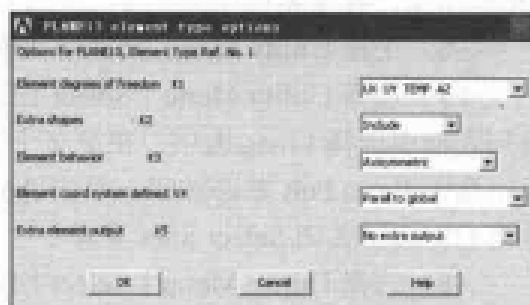 PLANE13 element type options
Options for PLANE13, Element Type Ref. No. 1
Element degrees of freedom K1
UX UY TEMP AZ
Extra shapes K2
Include
Element behavior K3
Axisymmetric
Element coord system defined K4
Parall to global
Extra element output K5
No extra output
OK
Cancel
Help